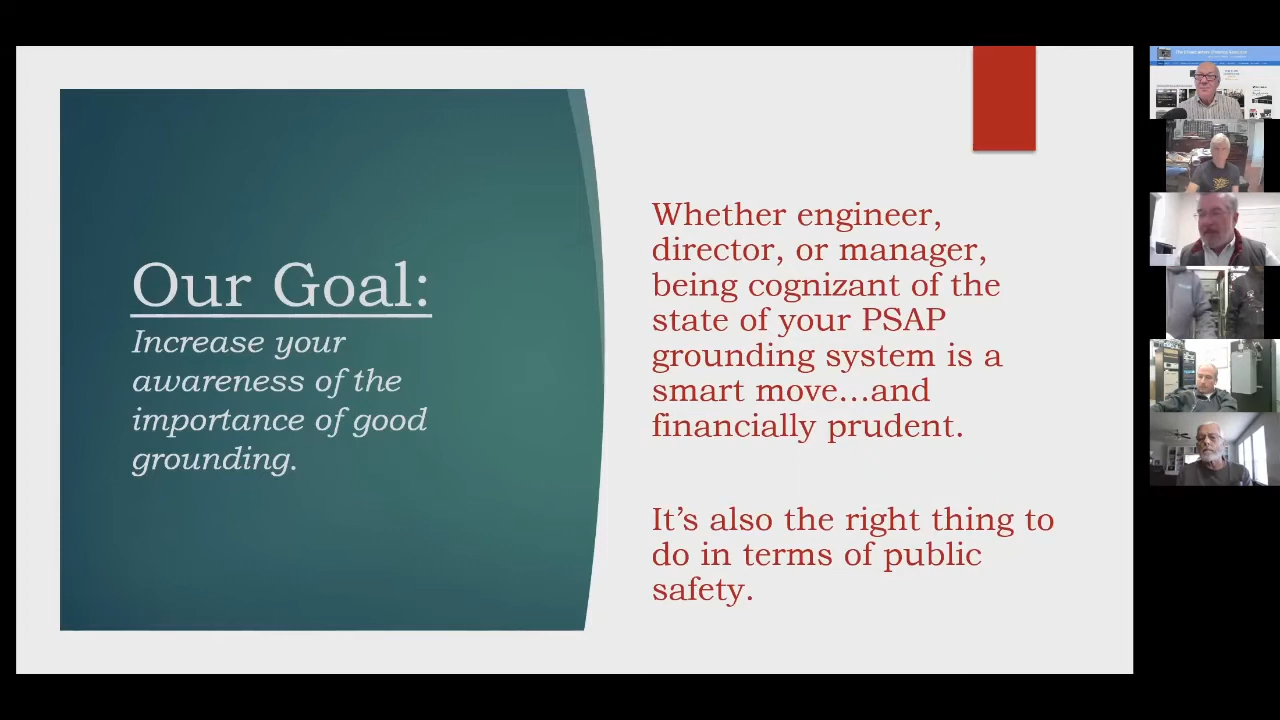 Our Goal:
Increase your
awareness of the
importance of good
grounding.
Whether engineer,
director, or manager,
being cognizant of the
state of your PSAP
grounding system is a
smart move...and
financially prudent.
It's also the right thing to
do in terms of public
safety.